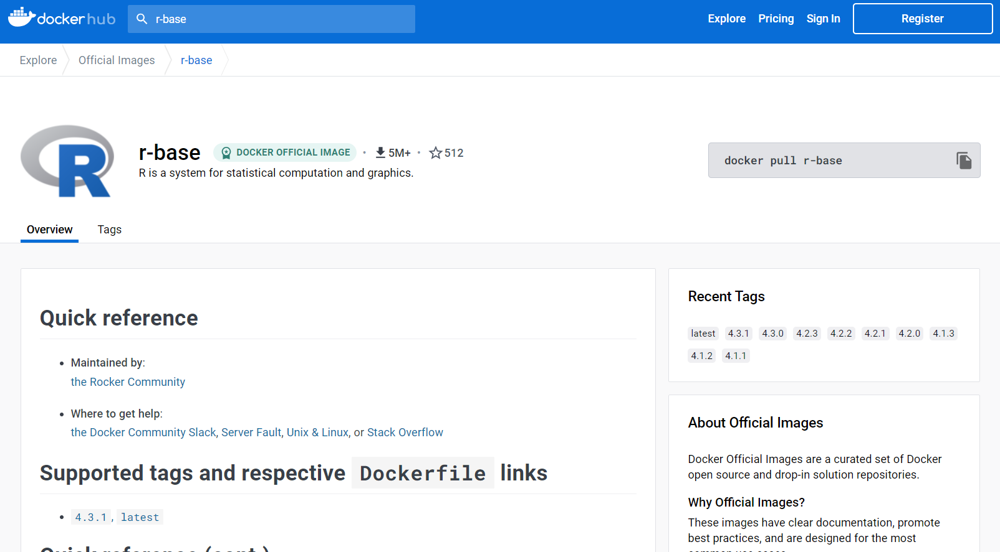 docker hub
r-base
Explore
Pricing
Sign In
Register
Explore
Official Images
r-base
R
r-base
DOCKER OFFICIAL IMAGE
• 5M+ • 512
R is a system for statistical computation and graphics.
docker pull r-base
Overview
Tags
Quick reference
• Maintained by:
the Rocker Community
• Where to get help:
the Docker Community Slack, Server Fault, Unix & Linux, or Stack Overflow
Supported tags and respective Dockerfile links
• 4.3.1, latest
Quick reference (cont.)
Recent Tags
latest 4.3.1 4.3.0 4.2.3 4.2.2 4.2.1 4.2.0 4.1.3
4.1.2 4.1.1
About Official Images
Docker Official Images are a curated set of Docker
open source and drop-in solution repositories.
Why Official Images?
These images have clear documentation, promote
best practices, and are designed for the most
common use cases.